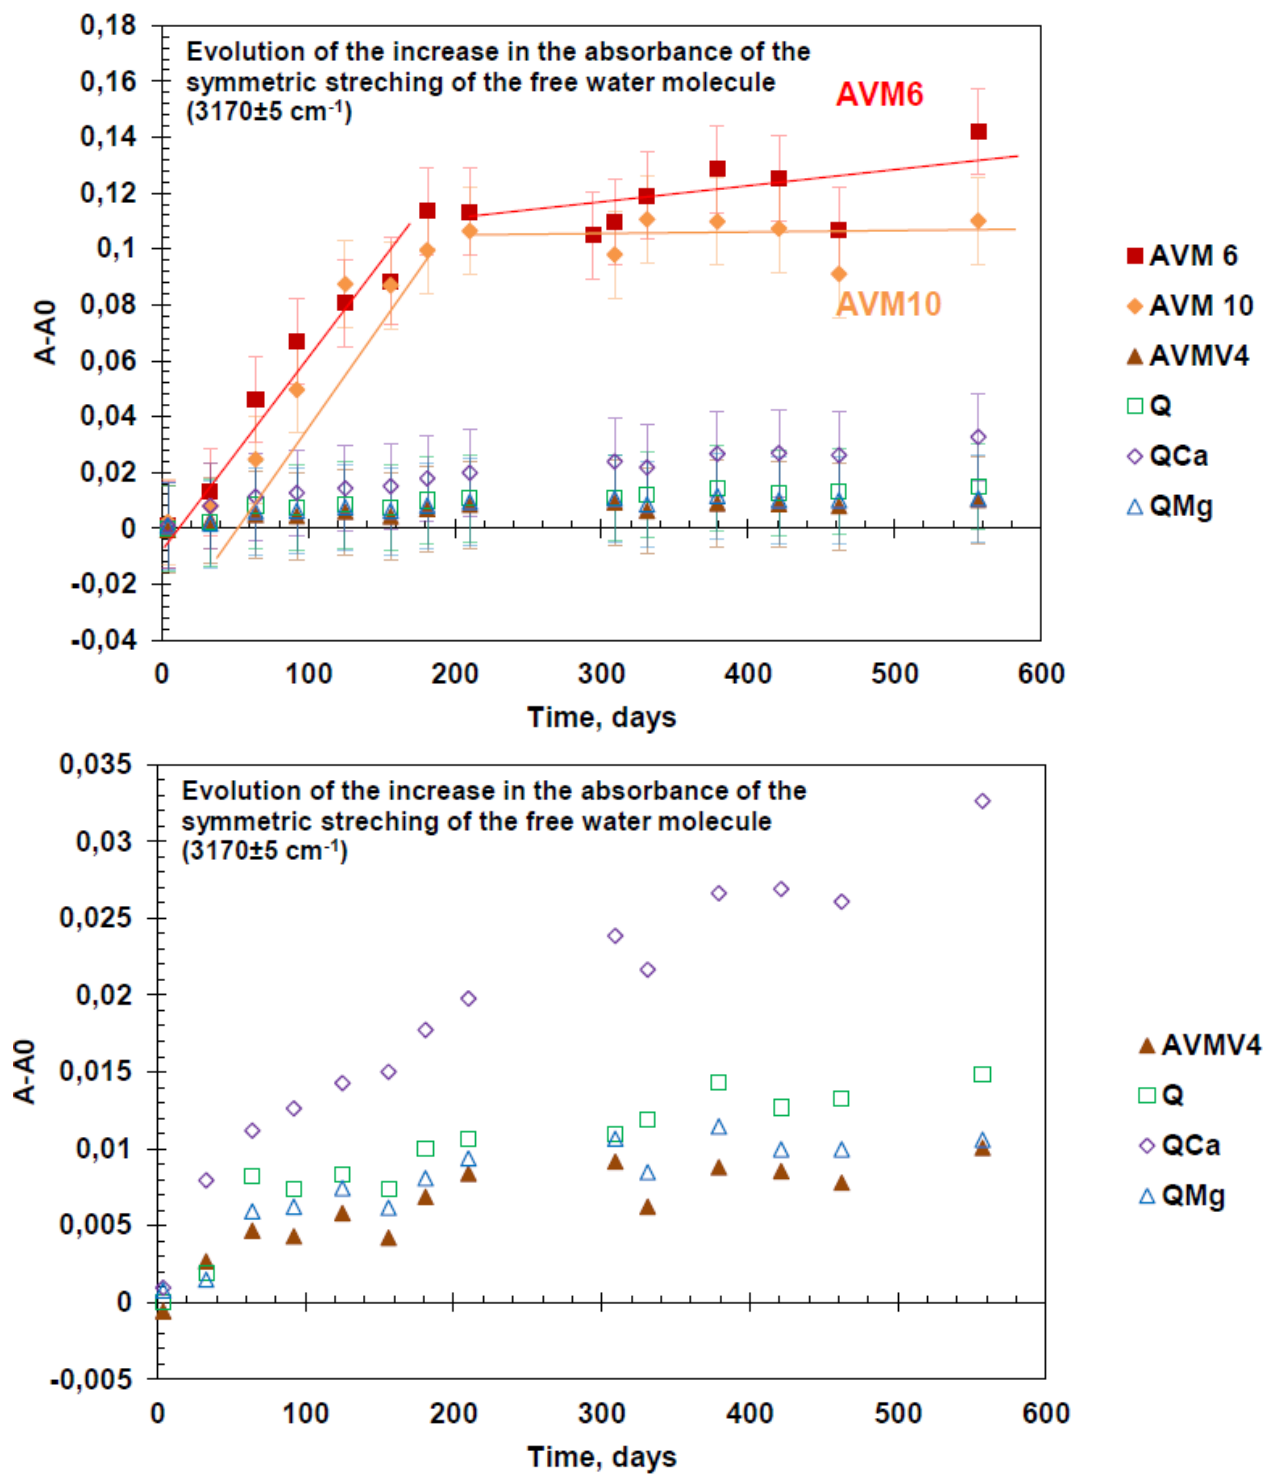 0,18
Evolution of the increase in the absorbance of the
symmetric streching of the free water molecule
(3170±5 cm⁻¹)
0,16
0,14
0,12
0,1
0,08
0,06
0,04
0,02
0
-0,02
-0,04
A-A0
AVM6
AVM10
0 100 200 300 400 500 600
Time, days
AVM 6
AVM 10
AVMV4
Q
QCa
QMg
0,035
Evolution of the increase in the absorbance of the
symmetric streching of the free water molecule
(3170±5 cm⁻¹)
0,03
0,025
0,02
0,015
0,01
0,005
0
-0,005
A-A0
0 100 200 300 400 500 600
Time, days
AVMV4
Q
QCa
QMg